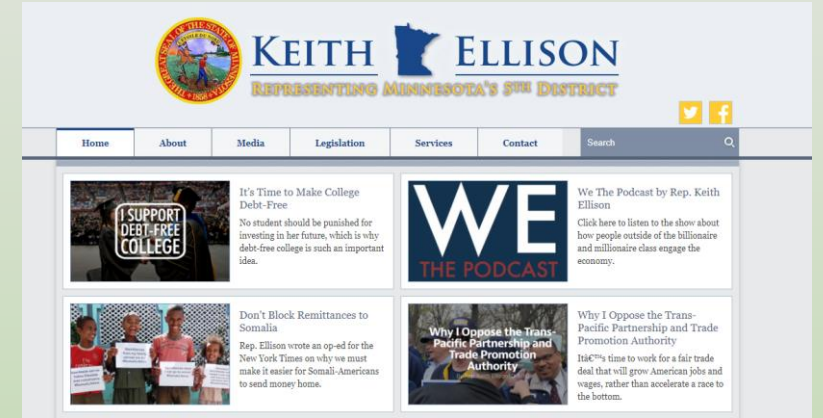 KEITH ELLISON
REPRESENTING MINNESOTA'S 5TH DISTRICT
Home About Media Legislation Services Contact Search
I SUPPORT
DEBT-FREE
COLLEGE
It's Time to Make College
Debt-Free
No student should be punished for
investing in her future, which is why
debt-free college is such an important
idea.
WE
THE PODCAST
We The Podcast by Rep. Keith
Ellison
Click here to listen to the show about
how people outside of the billionaire
and millionaire class engage the
economy.
Don't Block Remittances to
Somalia
Rep. Ellison wrote an op-ed for the
New York Times on why we must
make it easier for Somali-Americans
to send money home.
Why I Oppose the Trans-
Pacific Partnership and
Trade Promotion
Authority
Why I Oppose the Trans-
Pacific Partnership and Trade
Promotion Authority
Itâ€™s time to work for a fair trade
deal that will grow American jobs and
wages, rather than accelerate a race to
the bottom.